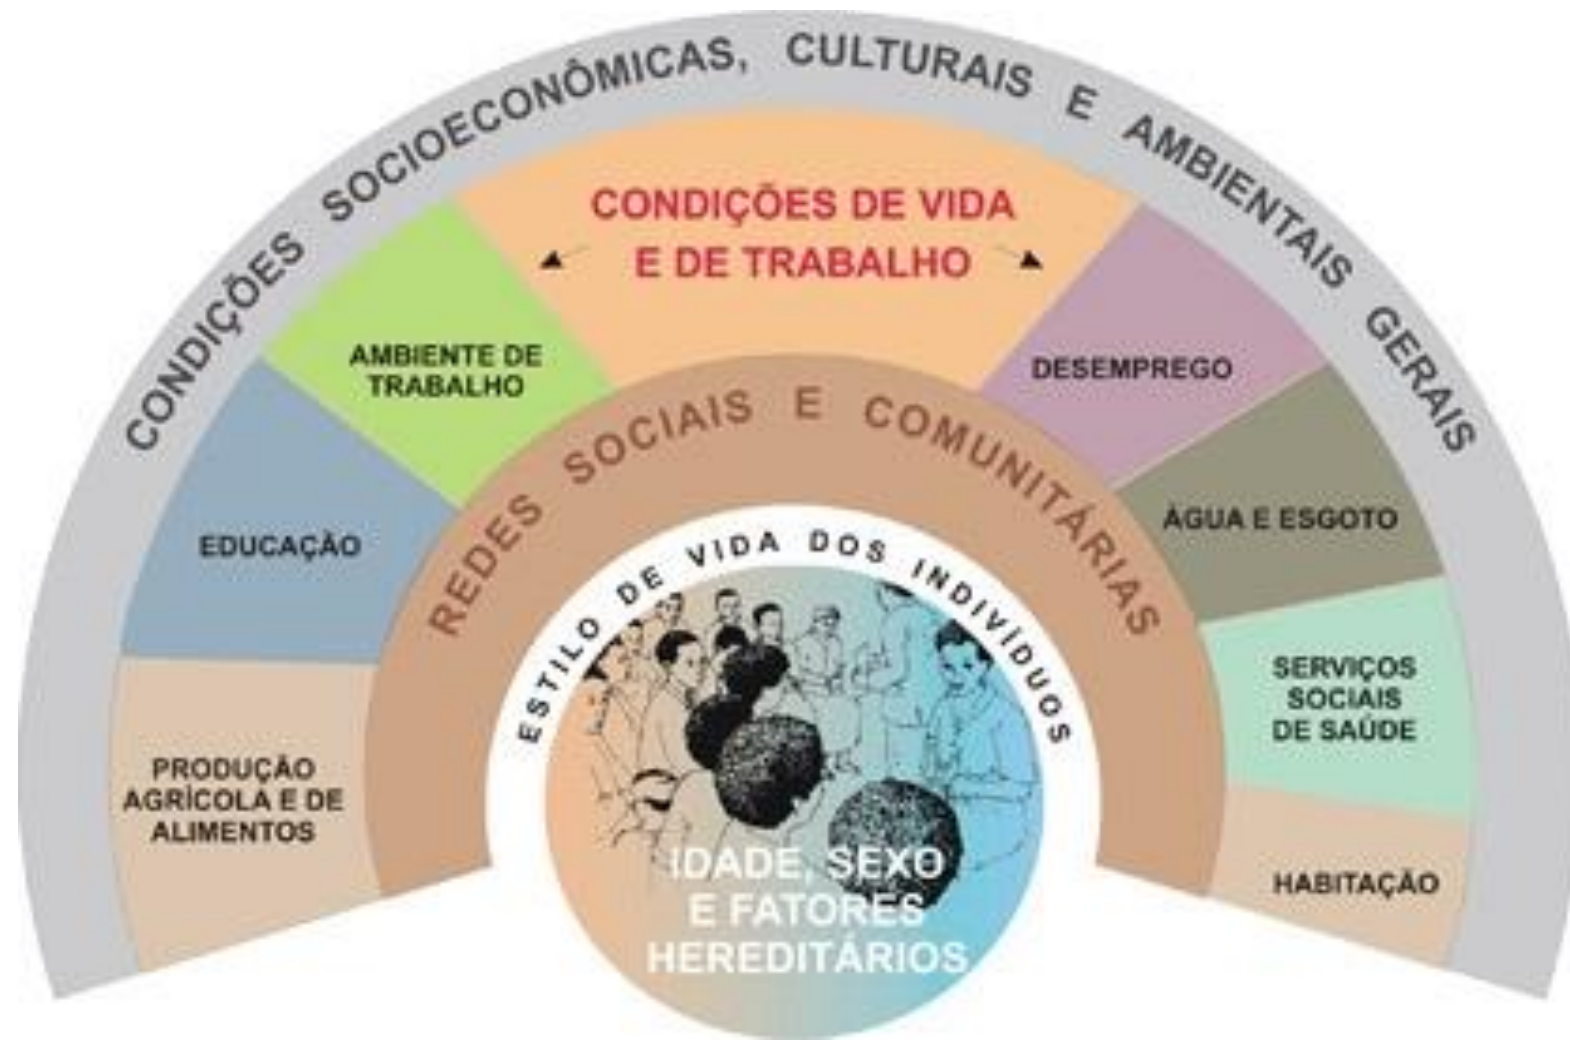 CONDIÇÕES SOCIOECONÔMICAS, CULTURAIS E AMBIENTAIS GERAIS
CONDIÇÕES DE VIDA
E DE TRABALHO
AMBIENTE DE
TRABALHO
DESEMPREGO
REDES SOCIAIS E COMUNITÁRIAS
EDUCAÇÃO
ÁGUA E ESGOTO
ESTILO DE VIDA DOS INDIVÍDUOS
SERVIÇOS
SOCIAIS
DE SAÚDE
PRODUÇÃO
AGRÍCOLA E DE
ALIMENTOS
HABITAÇÃO
IDADE, SEXO
E FATORES
HEREDITÁRIOS